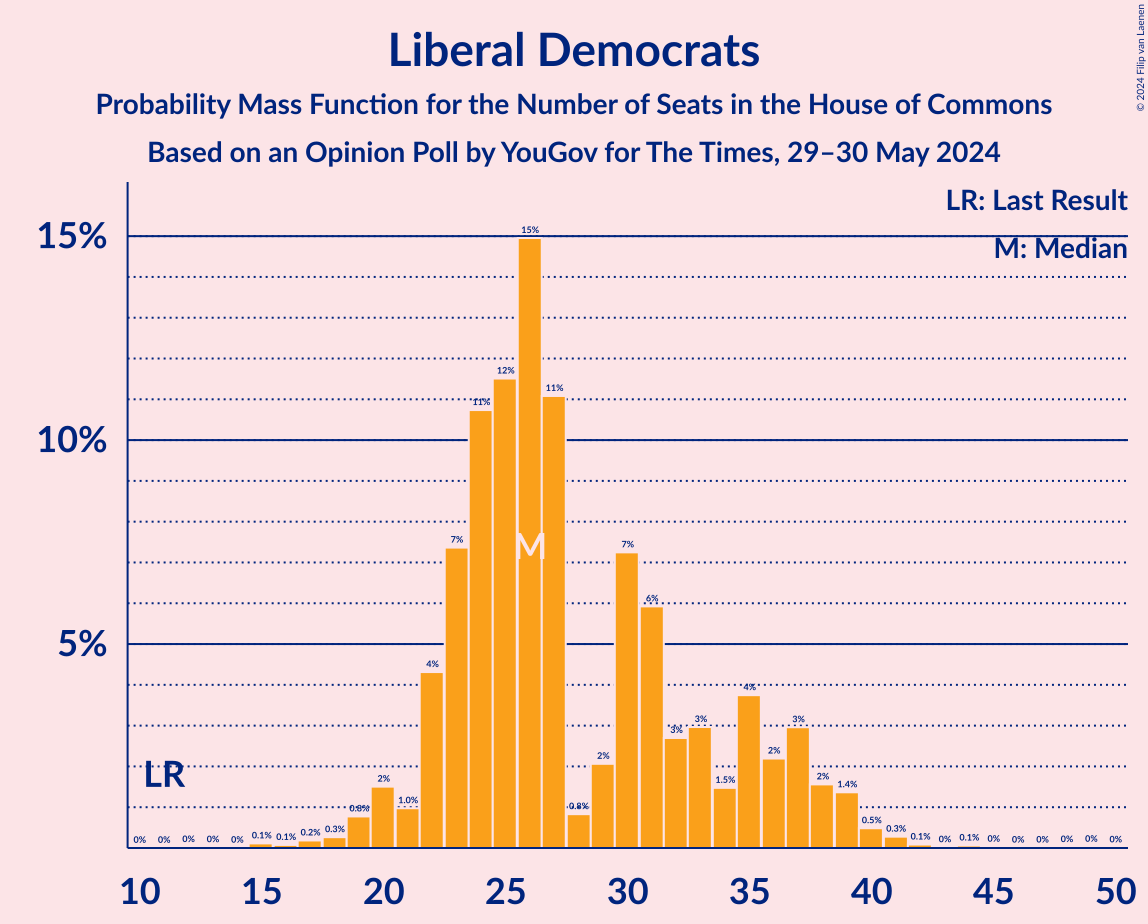 Liberal Democrats
Probability Mass Function for the Number of Seats in the House of Commons
Based on an Opinion Poll by YouGov for The Times, 29–30 May 2024
© 2024 Filip van Laenen
LR: Last Result
M: Median
15%
10%
5%
LR
M
0% 0% 0% 0% 0% 0.1% 0.1% 0.2% 0.3% 0.8% 2% 1.0% 4% 7% 11% 12% 15% 11% 0.8% 2% 7% 6% 3% 3% 1.5% 4% 2% 3% 2% 1.4% 0.5% 0.3% 0.1% 0% 0.1% 0% 0% 0% 0% 0% 0%
10 15 20 25 30 35 40 45 50